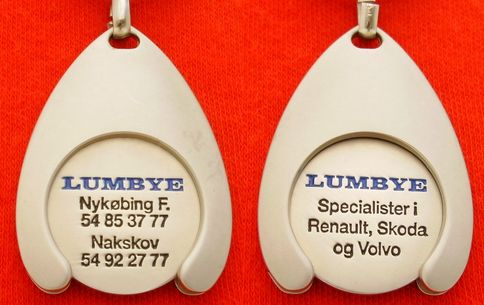 LUMBYE
Nykøbing F.
54 85 37 77
Nakskov
54 92 27 77
LUMBYE
Specialister i
Renault, Skoda
og Volvo